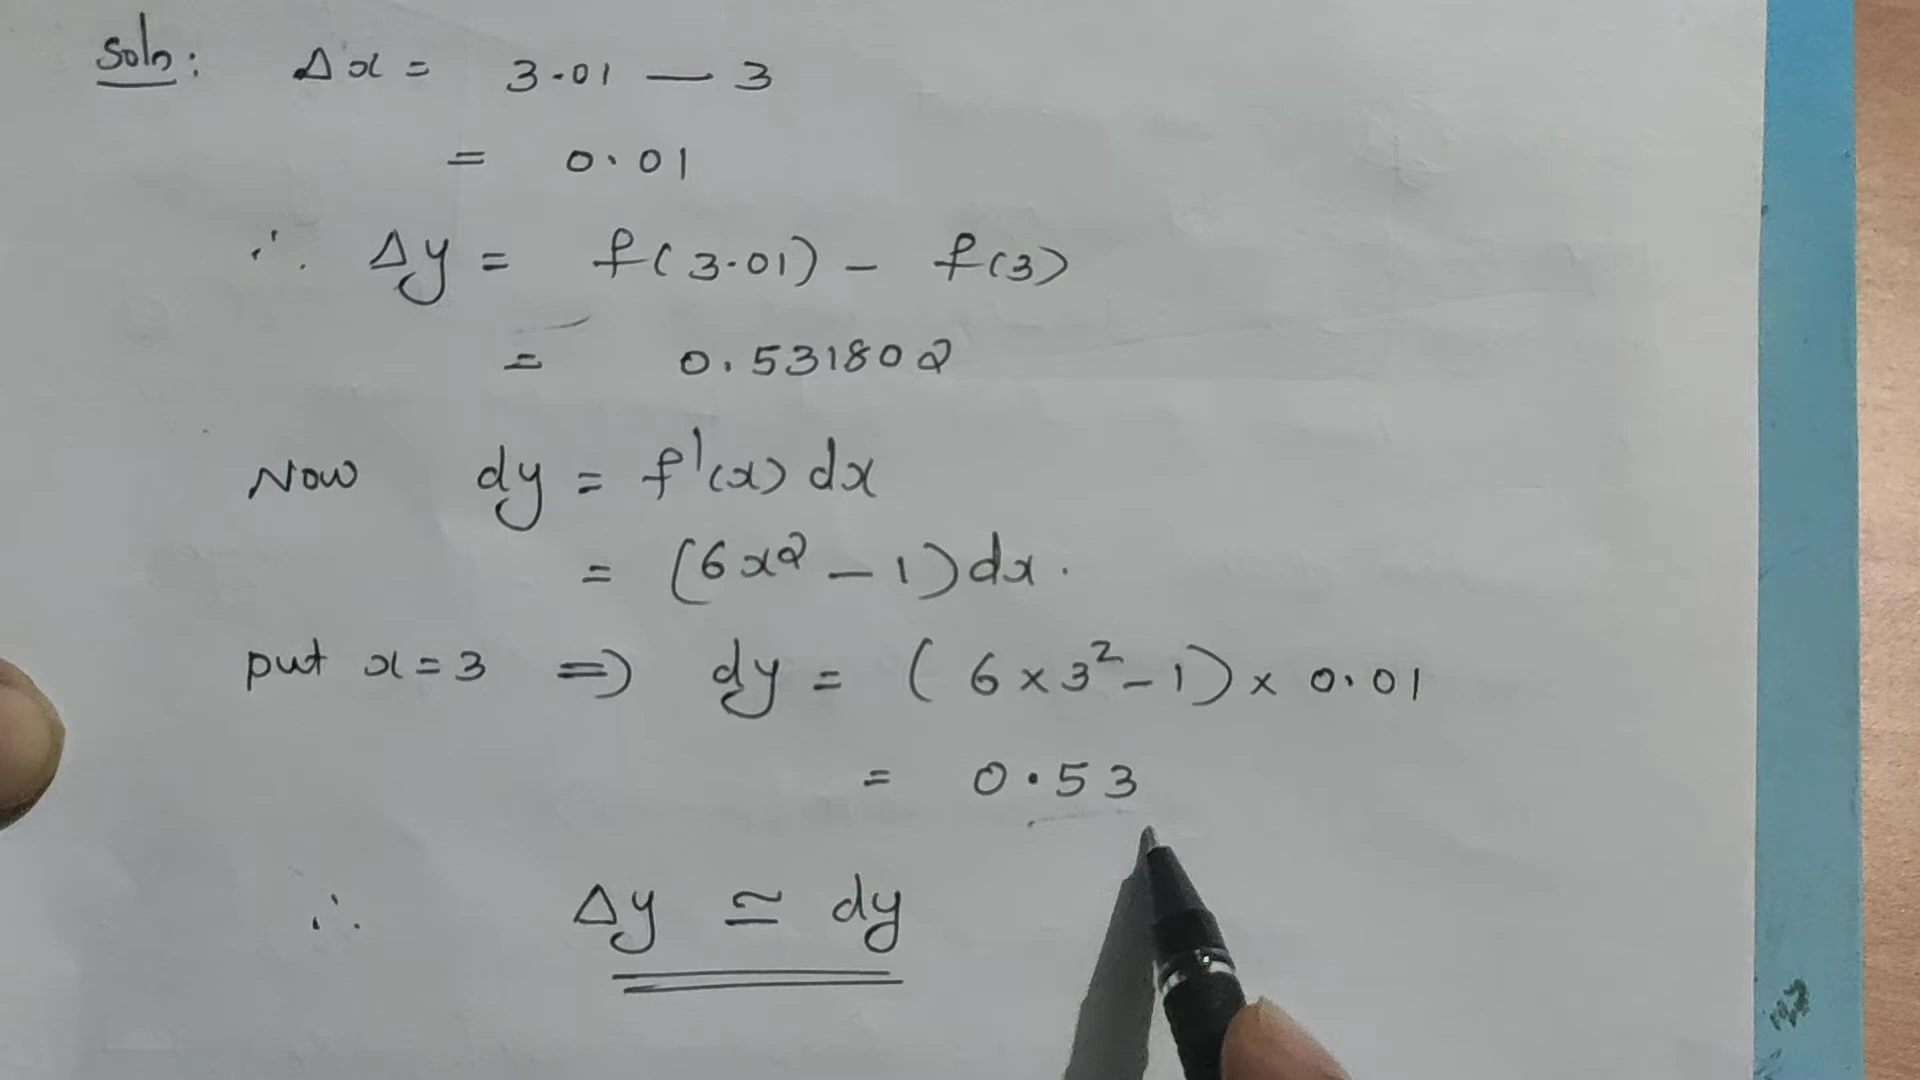 Soln: Δx = 3.01 — 3
= 0.01
∴ Δy = f(3.01) - f(3)
= 0.531802
Now dy = f'(x) dx
= (6x² - 1)dx.
put x=3 ⇒ dy = (6×3²-1)× 0.01
= 0.53
∴ Δy ≃ dy